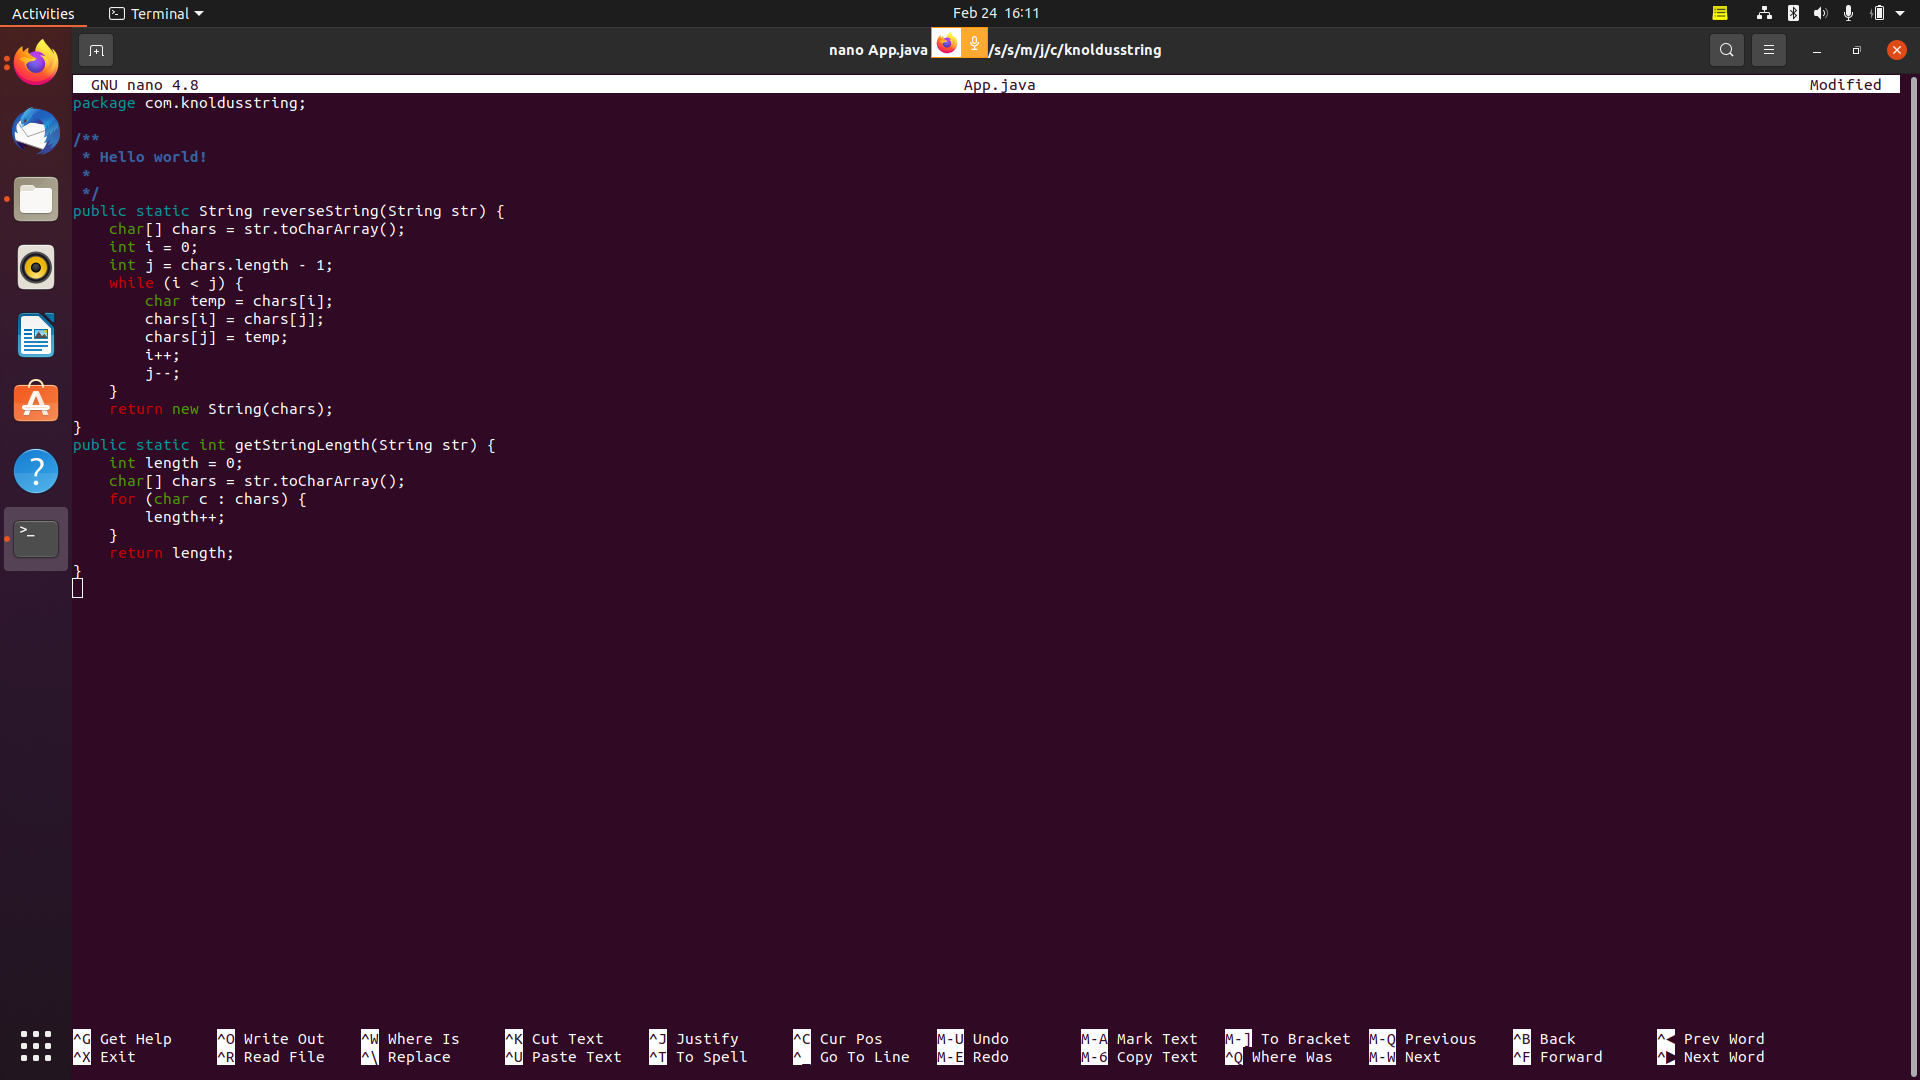 Activities Terminal Feb 24 16:11
nano App.java /s/s/m/j/c/knoldusstring
GNU nano 4.8 App.java Modified
package com.knoldusstring;
/**
 * Hello world!
 *
 */
public static String reverseString(String str) {
    char[] chars = str.toCharArray();
    int i = 0;
    int j = chars.length - 1;
    while (i < j) {
        char temp = chars[i];
        chars[i] = chars[j];
        chars[j] = temp;
        i++;
        j--;
    }
    return new String(chars);
}
public static int getStringLength(String str) {
    int length = 0;
    char[] chars = str.toCharArray();
    for (char c : chars) {
        length++;
    }
    return length;
}
^G Get Help ^O Write Out ^W Where Is ^K Cut Text ^J Justify ^C Cur Pos M-U Undo M-A Mark Text M-] To Bracket M-Q Previous ^B Back ^◀ Prev Word
^X Exit ^R Read File ^\ Replace ^U Paste Text ^T To Spell ^_ Go To Line M-E Redo M-6 Copy Text ^Q Where Was M-W Next ^F Forward ^▶ Next Word